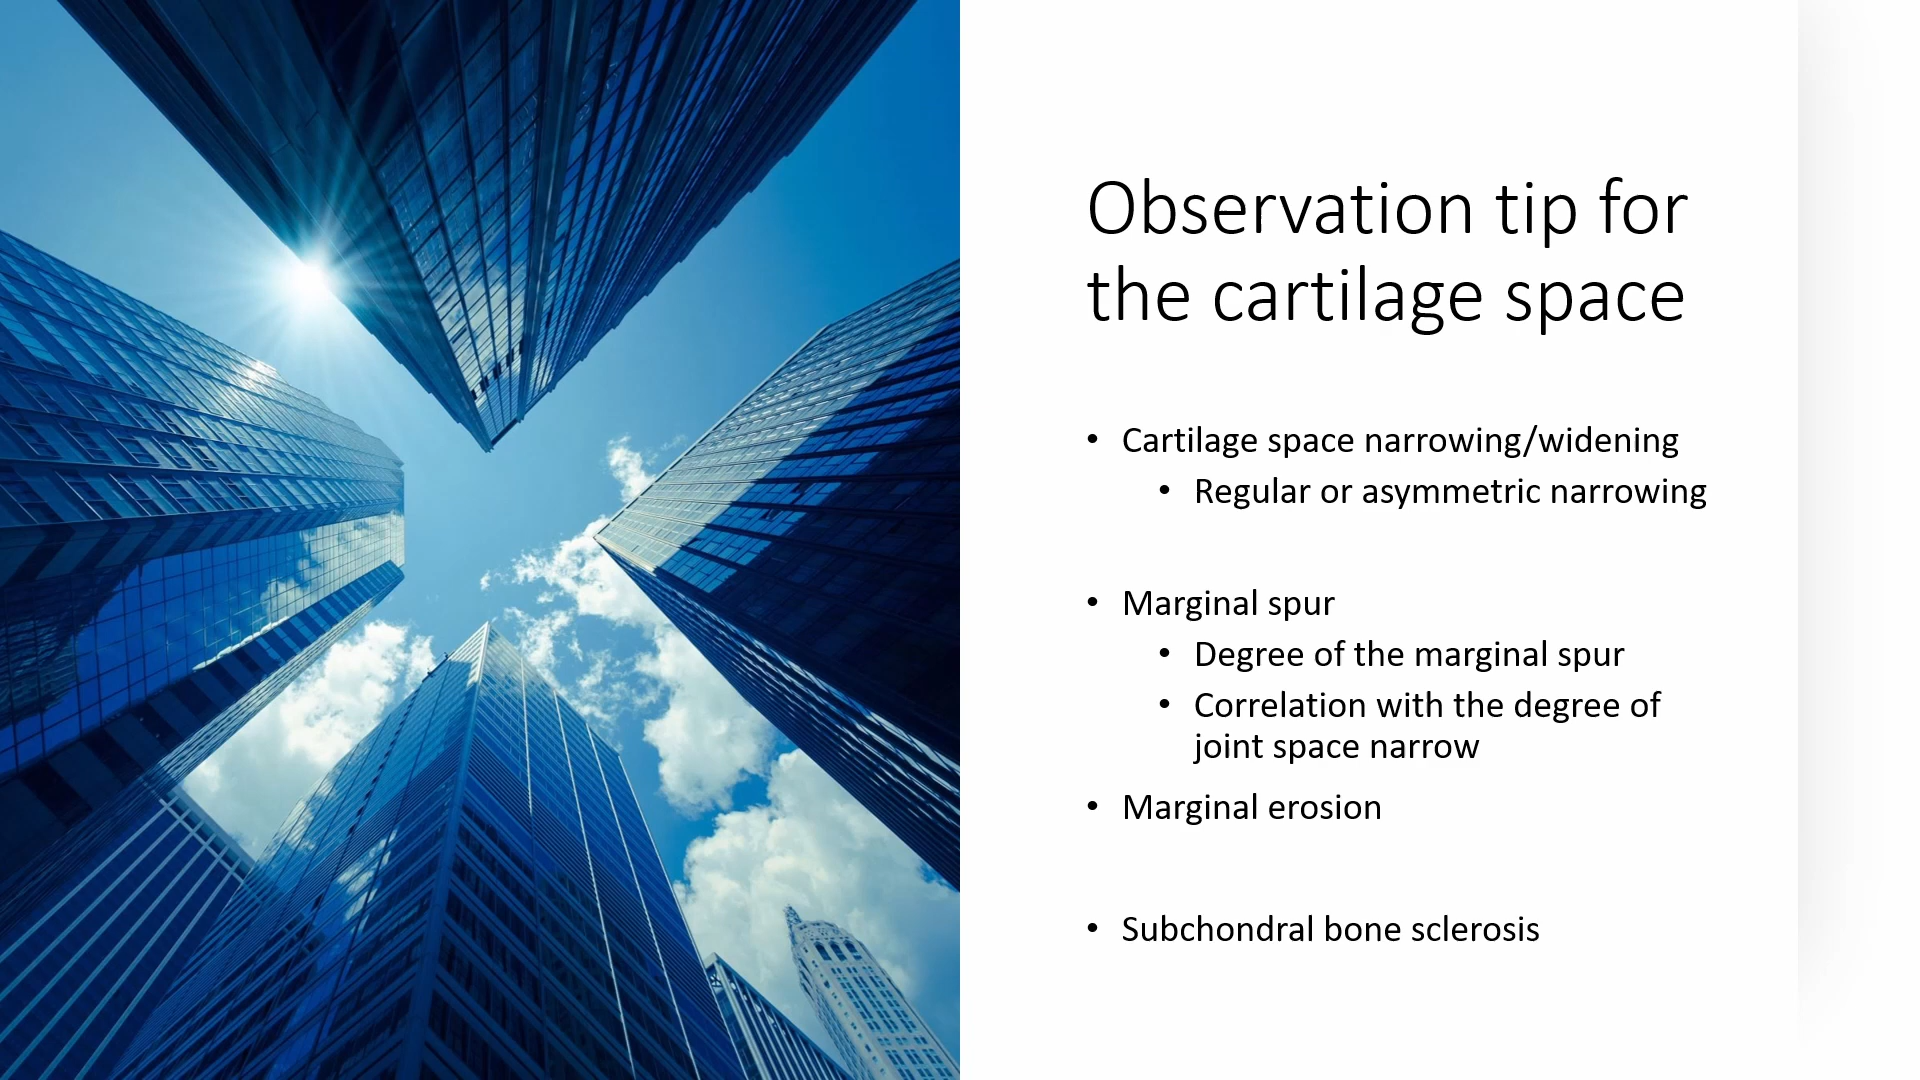 Observation tip for
the cartilage space
• Cartilage space narrowing/widening
• Regular or asymmetric narrowing
• Marginal spur
• Degree of the marginal spur
• Correlation with the degree of
joint space narrow
• Marginal erosion
• Subchondral bone sclerosis